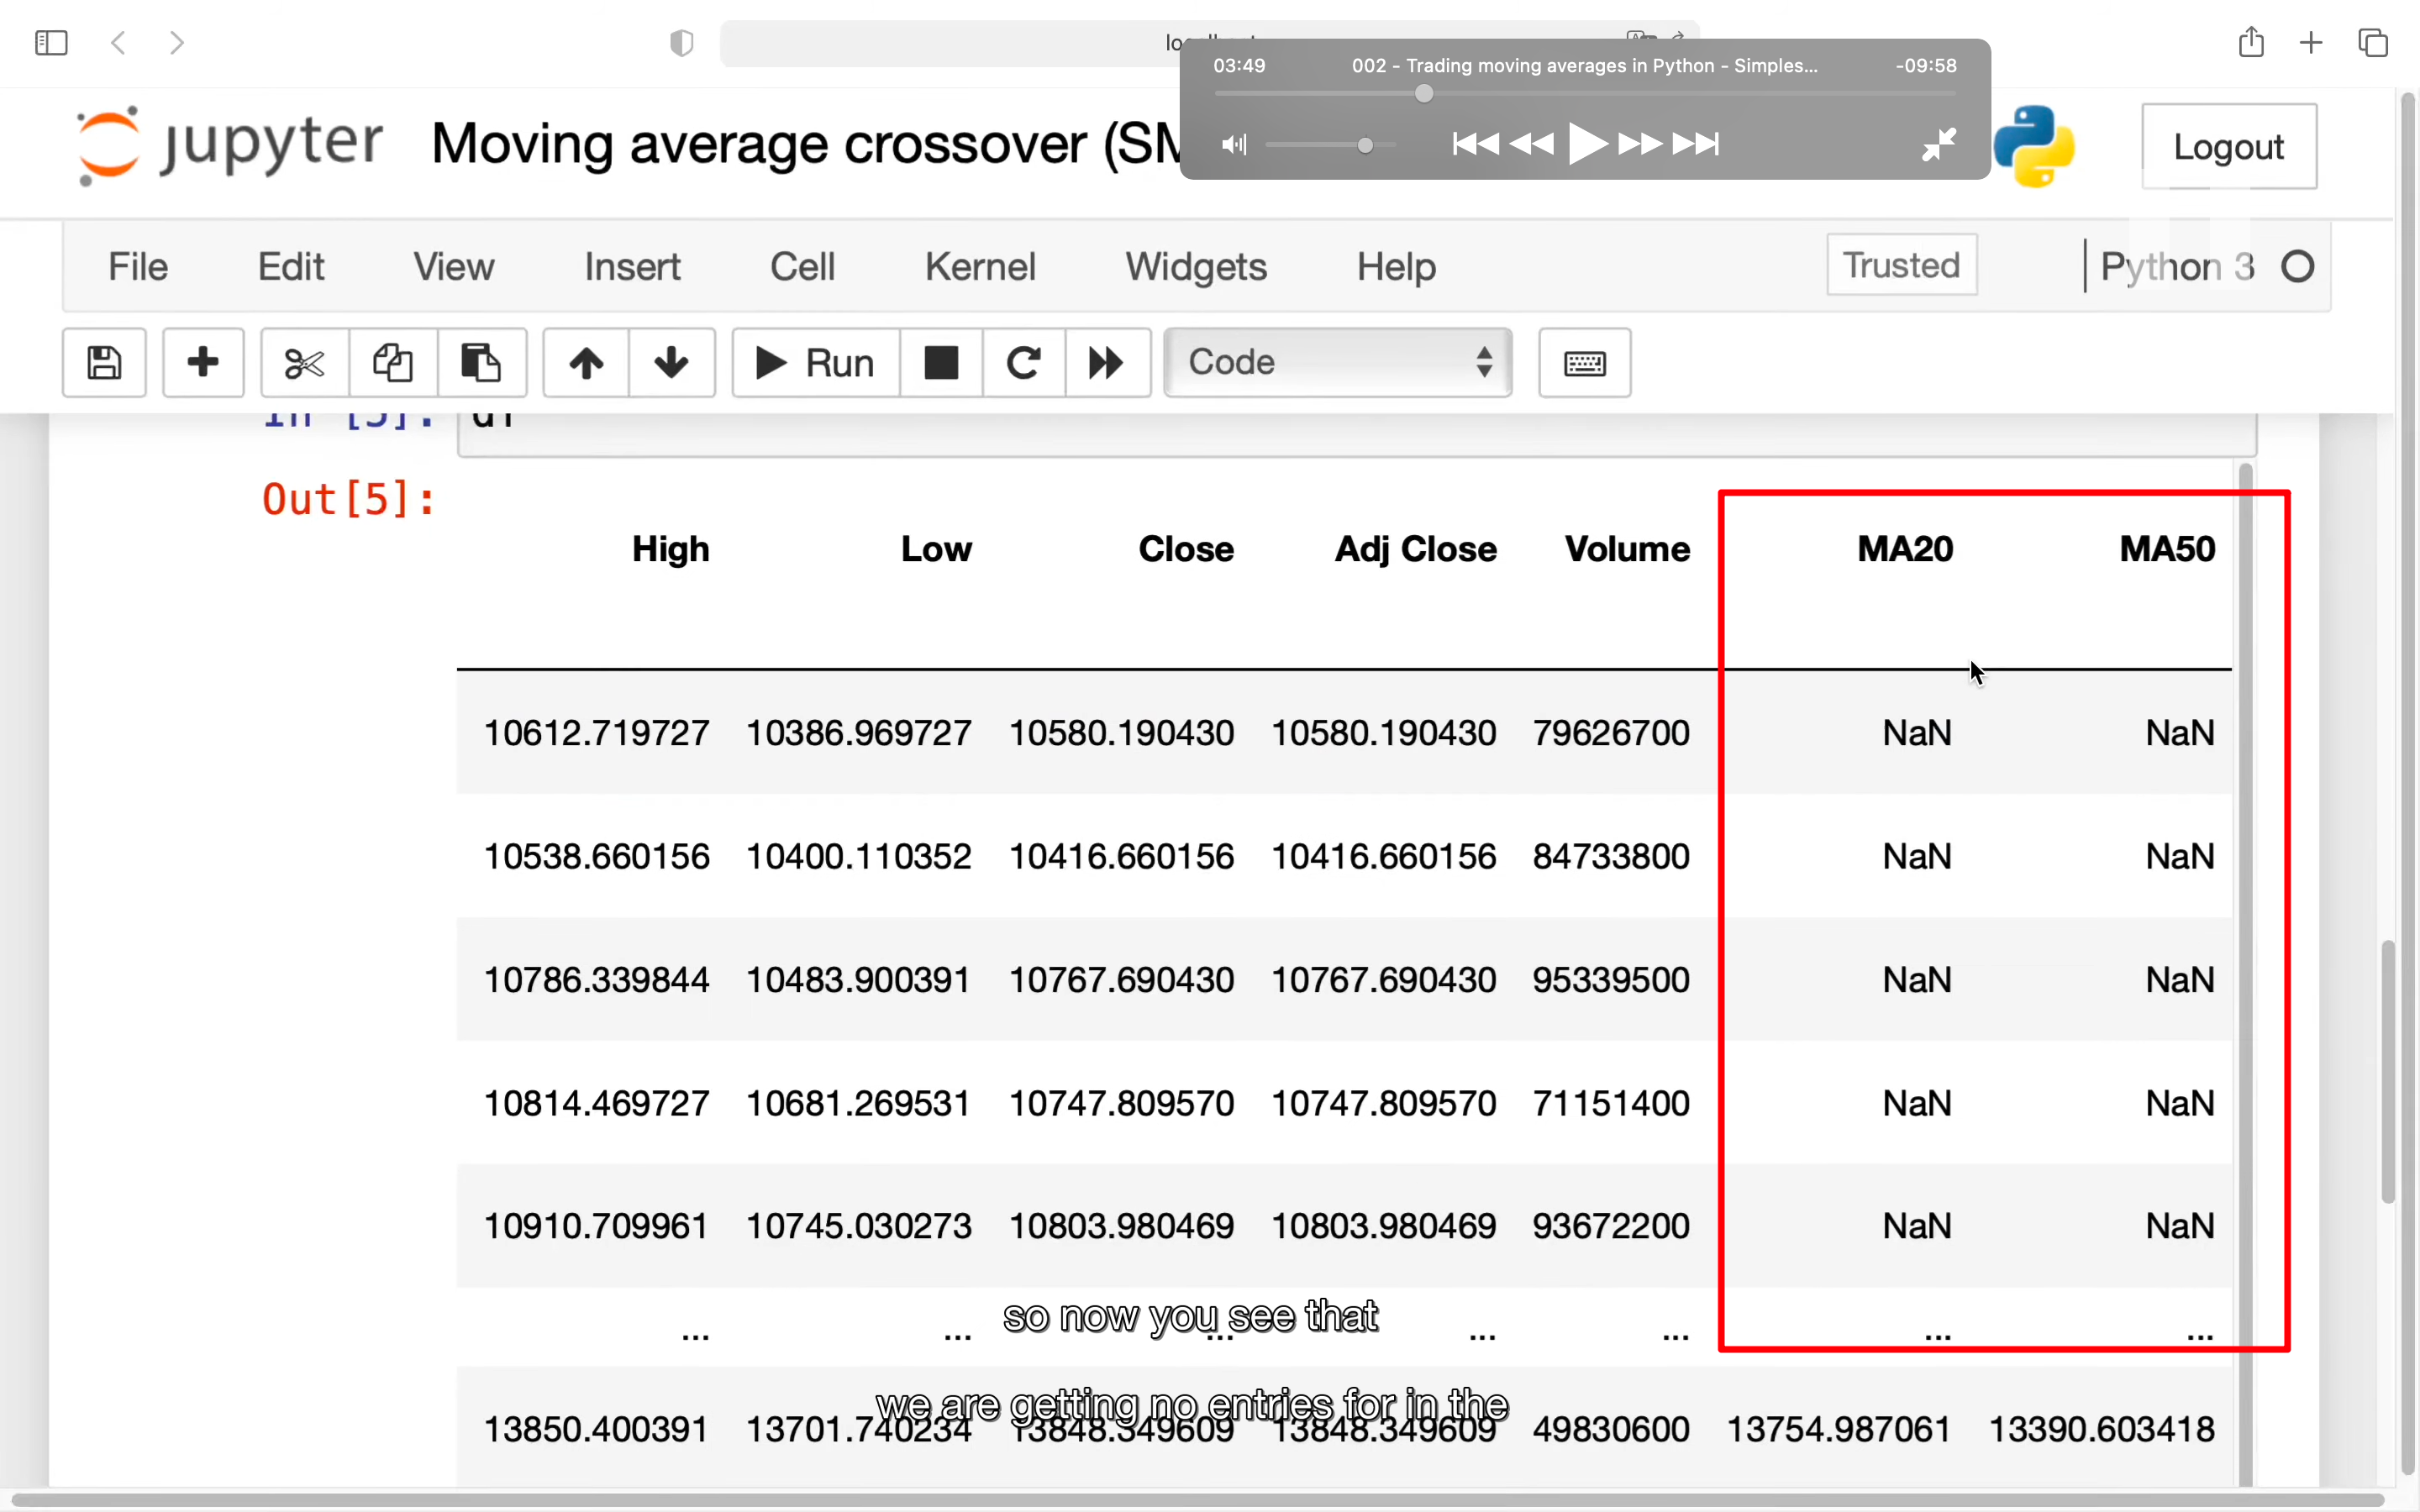 03:49 002 - Trading moving averages in Python - Simples... -09:58
jupyter Moving average crossover (SM Logout
File Edit View Insert Cell Kernel Widgets Help Trusted Python 3
Run Code
Out[5]:
High Low Close Adj Close Volume MA20 MA50
10612.719727 10386.969727 10580.190430 10580.190430 79626700 NaN NaN
10538.660156 10400.110352 10416.660156 10416.660156 84733800 NaN NaN
10786.339844 10483.900391 10767.690430 10767.690430 95339500 NaN NaN
10814.469727 10681.269531 10747.809570 10747.809570 71151400 NaN NaN
10910.709961 10745.030273 10803.980469 10803.980469 93672200 NaN NaN
... ... ... ... ... ... ...
so now you see that
we are getting no entries for in the
13850.400391 13701.740234 13848.349609 13848.349609 49830600 13754.987061 13390.603418